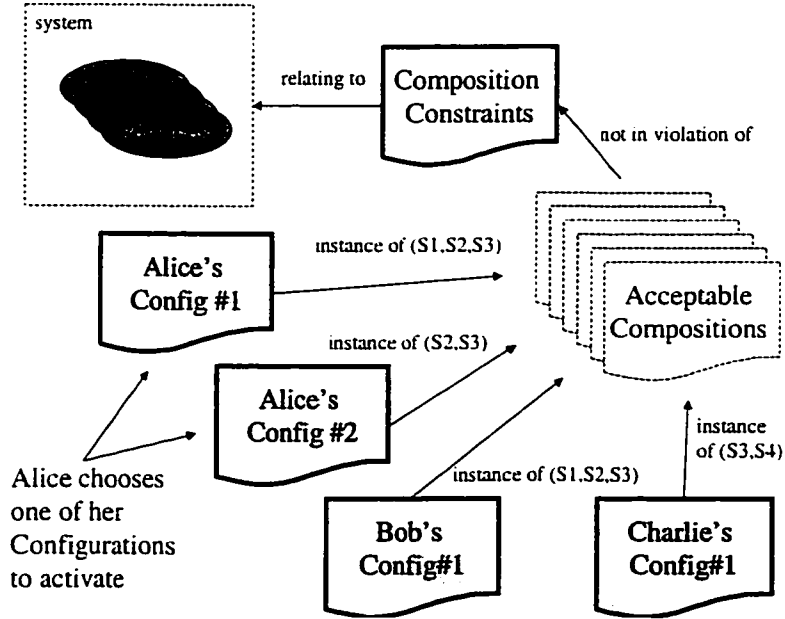 system
relating to
Composition
Constraints
not in violation of
instance of (S1,S2,S3)
Alice's
Config #1
Acceptable
Compositions
instance of (S2,S3)
Alice's
Config #2
instance
of (S3,S4)
Alice chooses
one of her
Configurations
to activate
instance of (S1,S2,S3)
Bob's
Config#1
Charlie's
Config#1